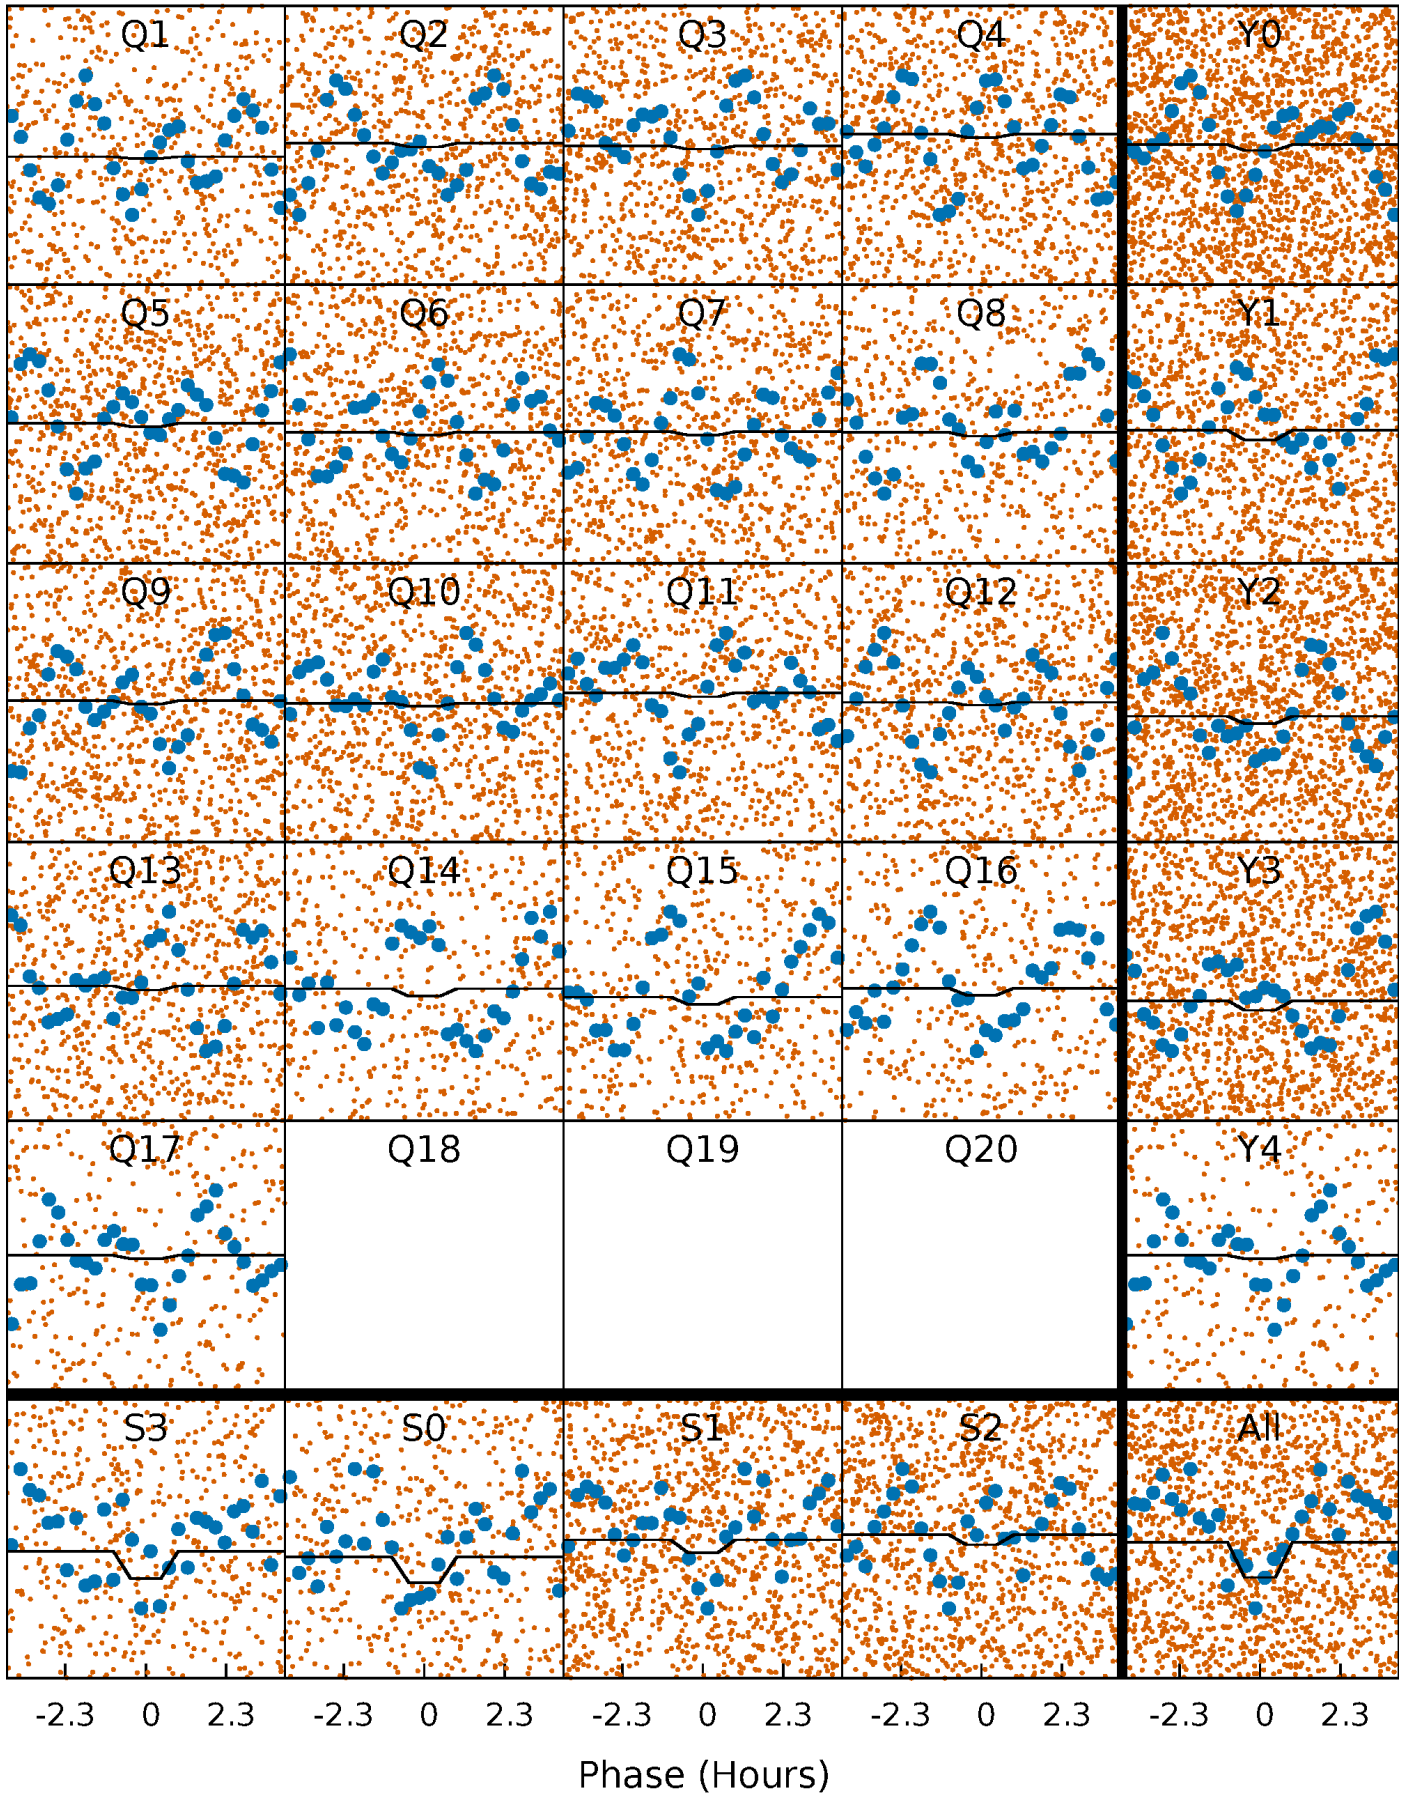 Q1 Q2 Q3 Q4 Y0
Q5 Q6 Q7 Q8 Y1
Q9 Q10 Q11 Q12 Y2
Q13 Q14 Q15 Q16 Y3
Q17 Q18 Q19 Q20 Y4
S3 S0 S1 S2 All
-2.3 0 2.3 -2.3 0 2.3 -2.3 0 2.3 -2.3 0 2.3 -2.3 0 2.3
Phase (Hours)